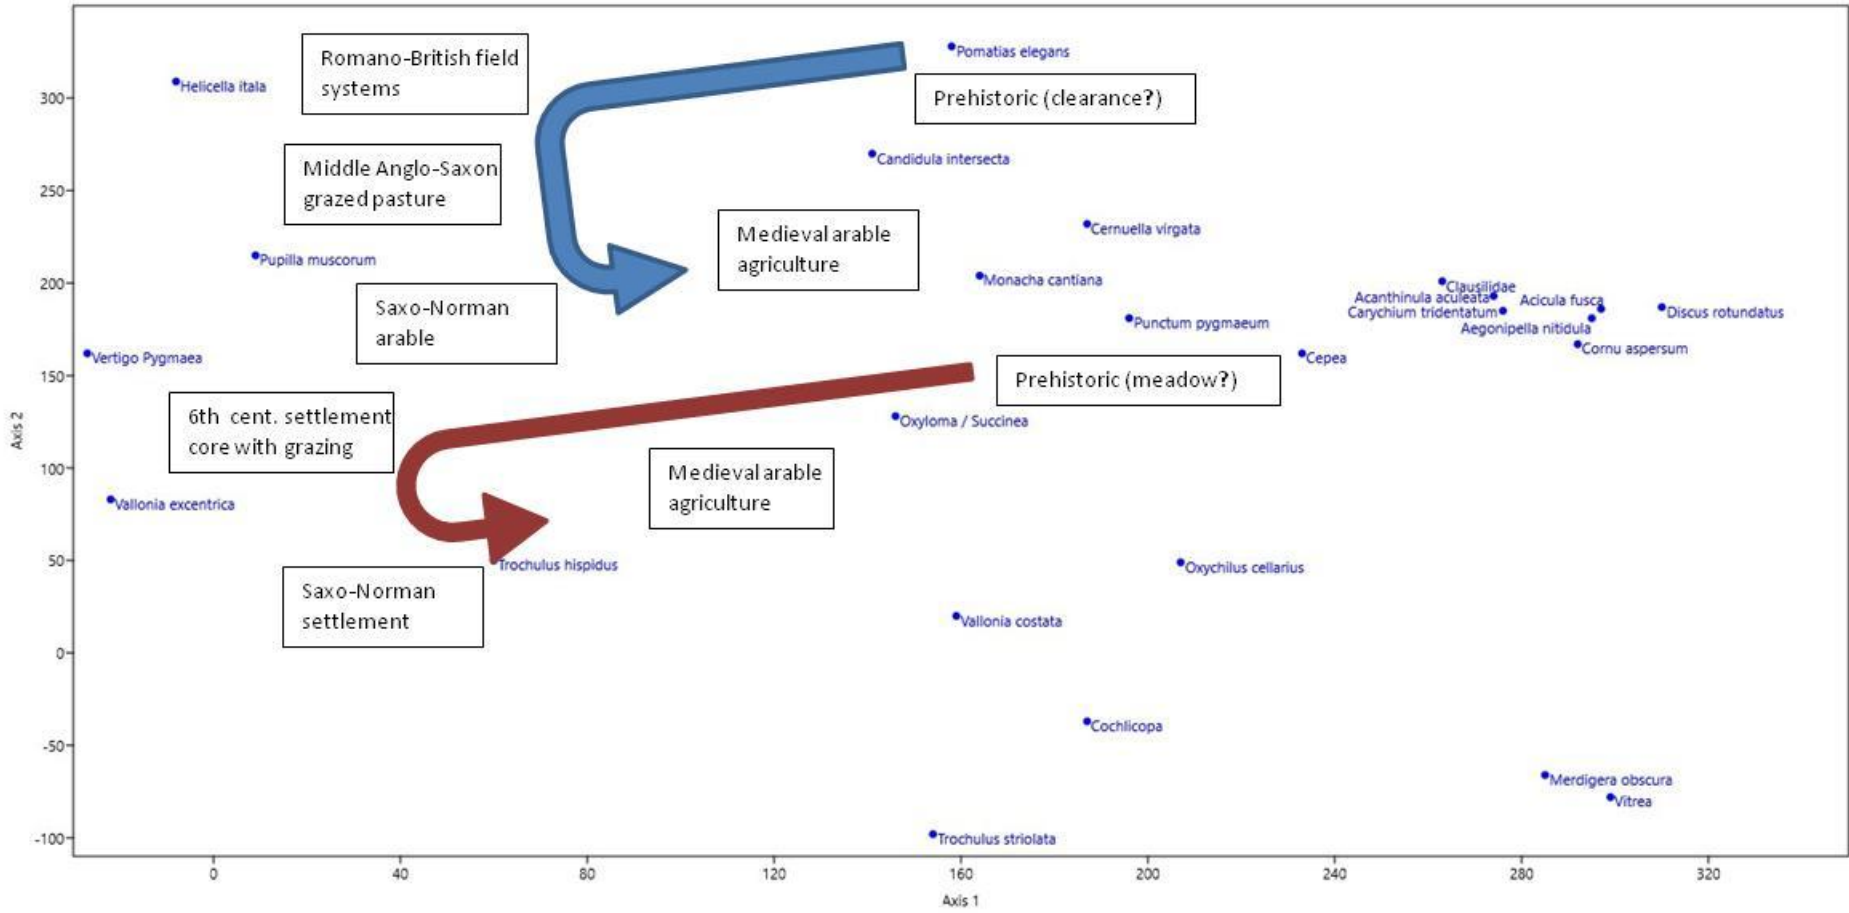 Romano-British field
systems
Pomatias elegans
Helicella itala
Prehistoric (clearance?)
300
Middle Anglo-Saxon
grazed pasture
Candidula intersecta
250
Medieval arable
agriculture
Cernuella virgata
Pupilla muscorum
Monacha cantiana
200
Saxo-Norman
arable
Clausilidae
Acanthinula aculeata
Acicula fusca
Carychium tridentatum
Discus rotundatus
Punctum pygmaeum
Aegonipella nitidula
Cornu aspersum
Vertigo Pygmaea
Cepea
150
Prehistoric (meadow?)
6th cent. settlement
core with grazing
Oxyloma / Succinea
Axis 2
100
Medieval arable
agriculture
Vallonia excentrica
50
Trochulus hispidus
Oxychilus cellarius
Saxo-Norman
settlement
Vallonia costata
0
Cochlicopa
-50
Merdigera obscura
Vitrea
-100
Trochulus striolata
0 40 80 120 160 200 240 280 320
Axis 1